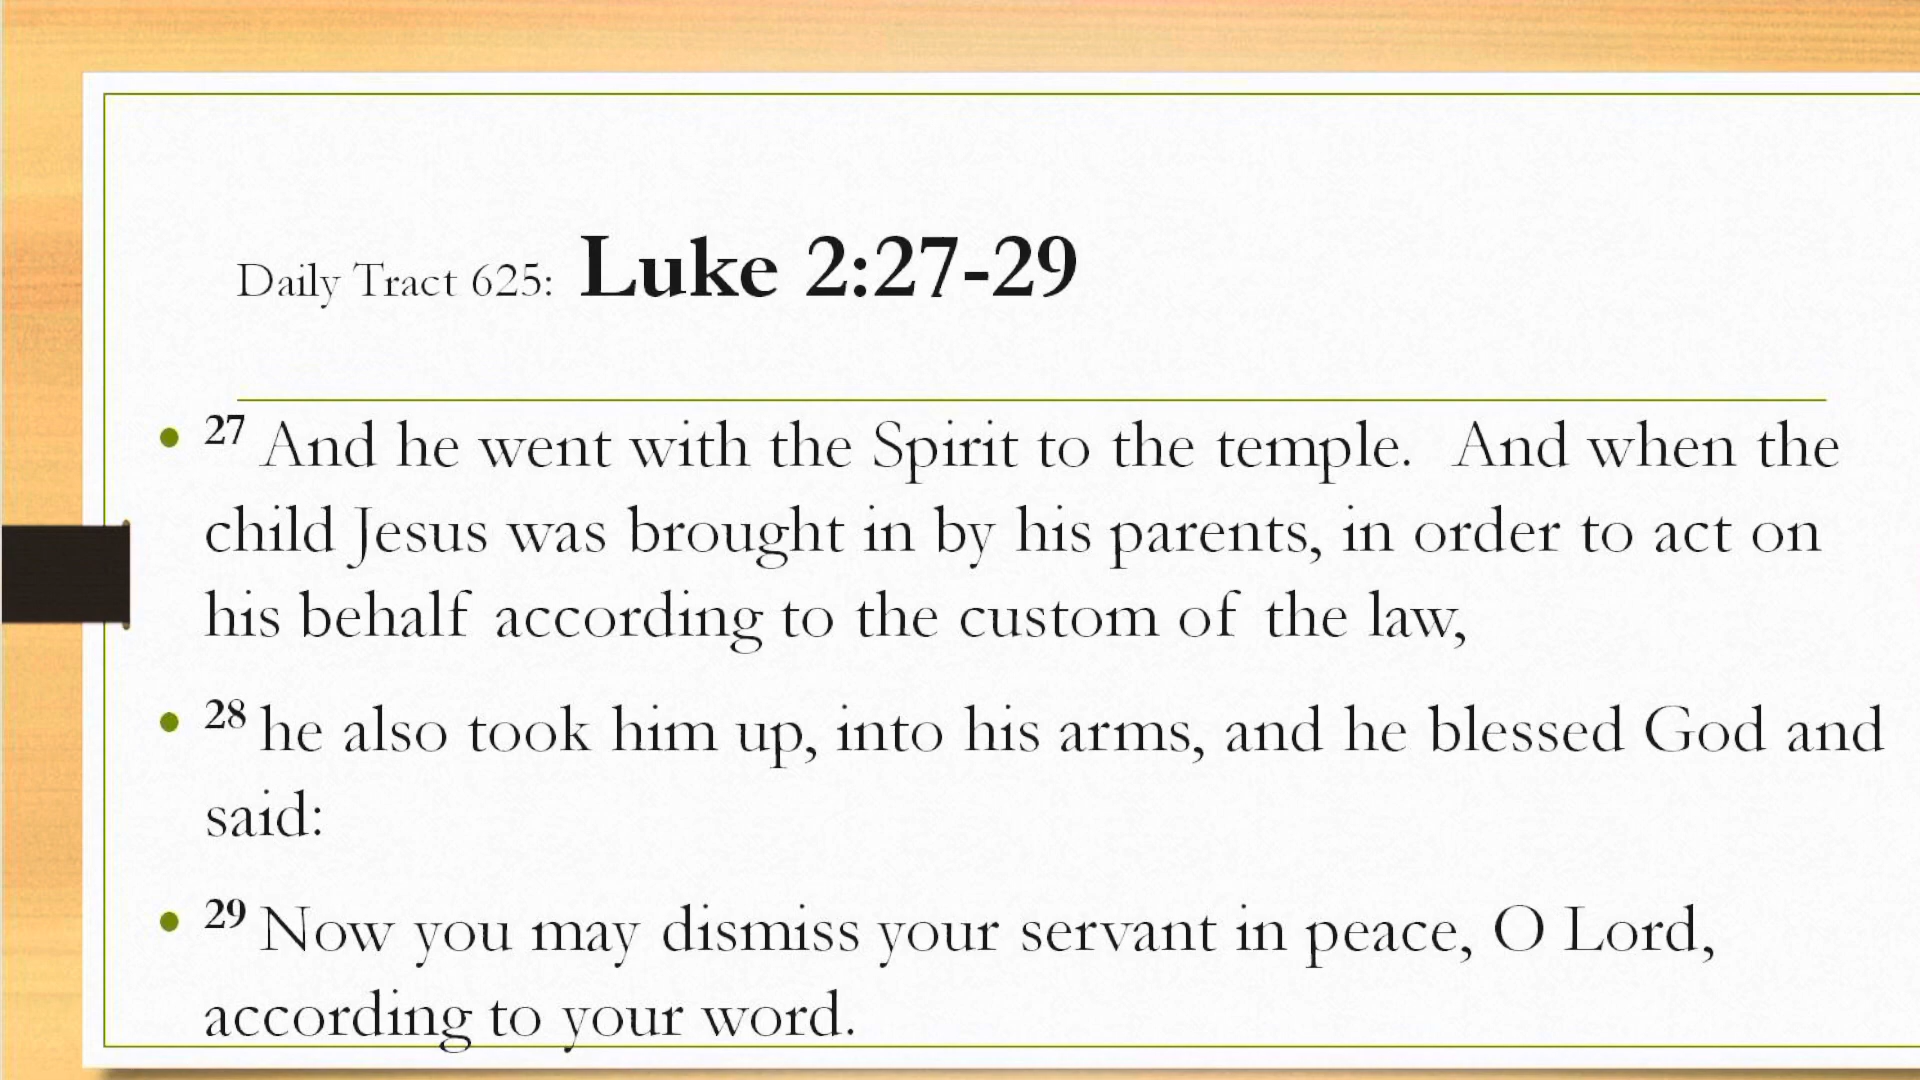 Daily Tract 625: Luke 2:27-29
• 27 And he went with the Spirit to the temple.  And when the
child Jesus was brought in by his parents, in order to act on
his behalf according to the custom of the law,
• 28 he also took him up, into his arms, and he blessed God and
said:
• 29 Now you may dismiss your servant in peace, O Lord,
according to your word.